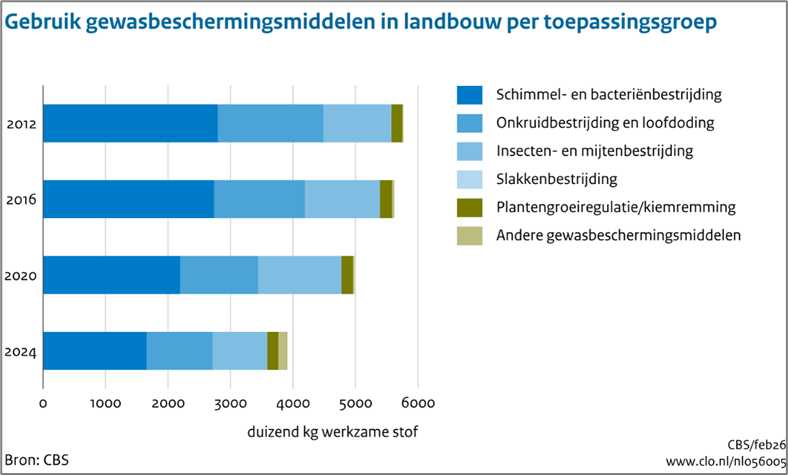 Gebruik gewasbeschermingsmiddelen in landbouw per toepassingsgroep
Schimmel- en bacteriënbestrijding
Onkruidbestrijding en loofdoding
Insecten- en mijtenbestrijding
Slakkenbestrijding
Plantengroeiregulatie/kiemremming
Andere gewasbeschermingsmiddelen
2012
2016
2020
2024
0 1000 2000 3000 4000 5000 6000
duizend kg werkzame stof
Bron: CBS
CBS/feb26
www.clo.nl/nl056005